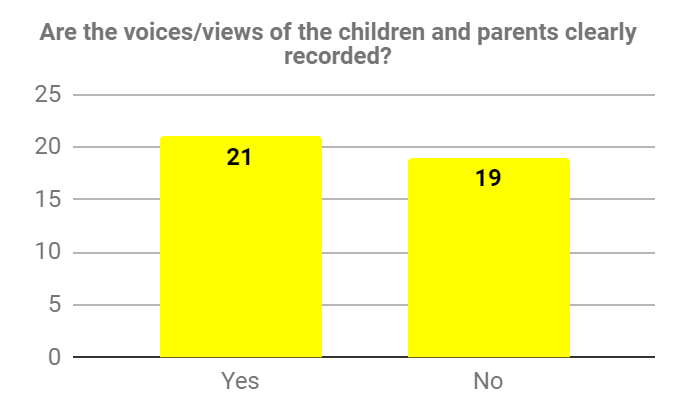 Are the voices/views of the children and parents clearly
recorded?
25
20
15
10
5
0
21
19
Yes
No